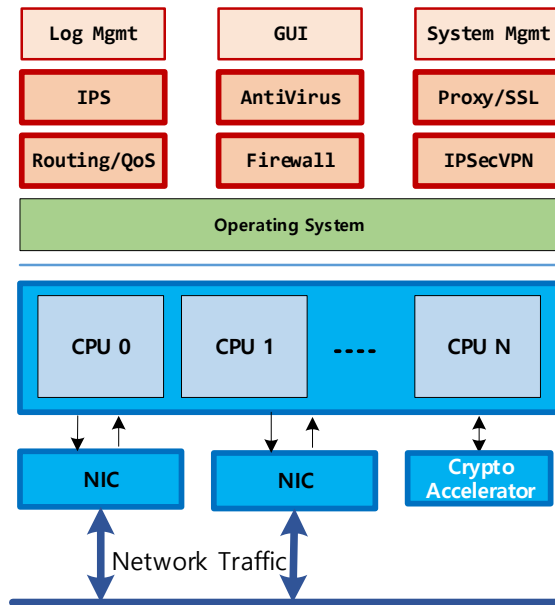 Log Mgmt
GUI
System Mgmt
IPS
AntiVirus
Proxy/SSL
Routing/QoS
Firewall
IPSecVPN
Operating System
CPU 0
CPU 1
----
CPU N
NIC
NIC
Crypto
Accelerator
Network Traffic